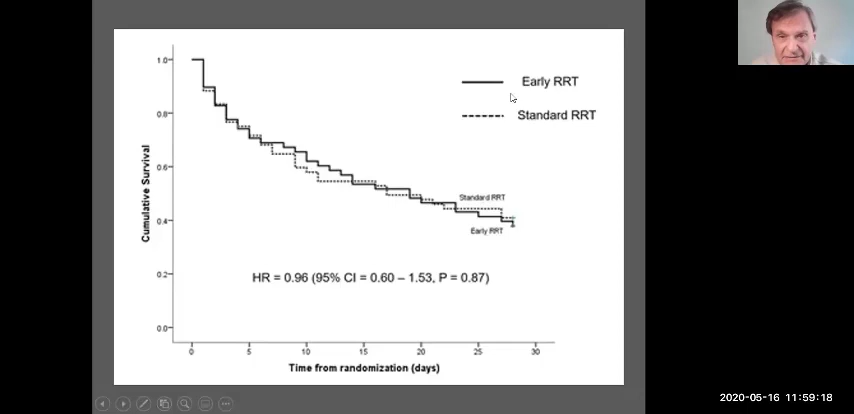 1.0
0.8
0.6
0.4
0.2
0.0
Cumulative Survival
Early RRT
Standard RRT
Standard RRT
Early RRT
HR = 0.96 (95% CI = 0.60 – 1.53, P = 0.87)
0 5 10 15 20 25 30
Time from randomization (days)
2020-05-16 11:59:18